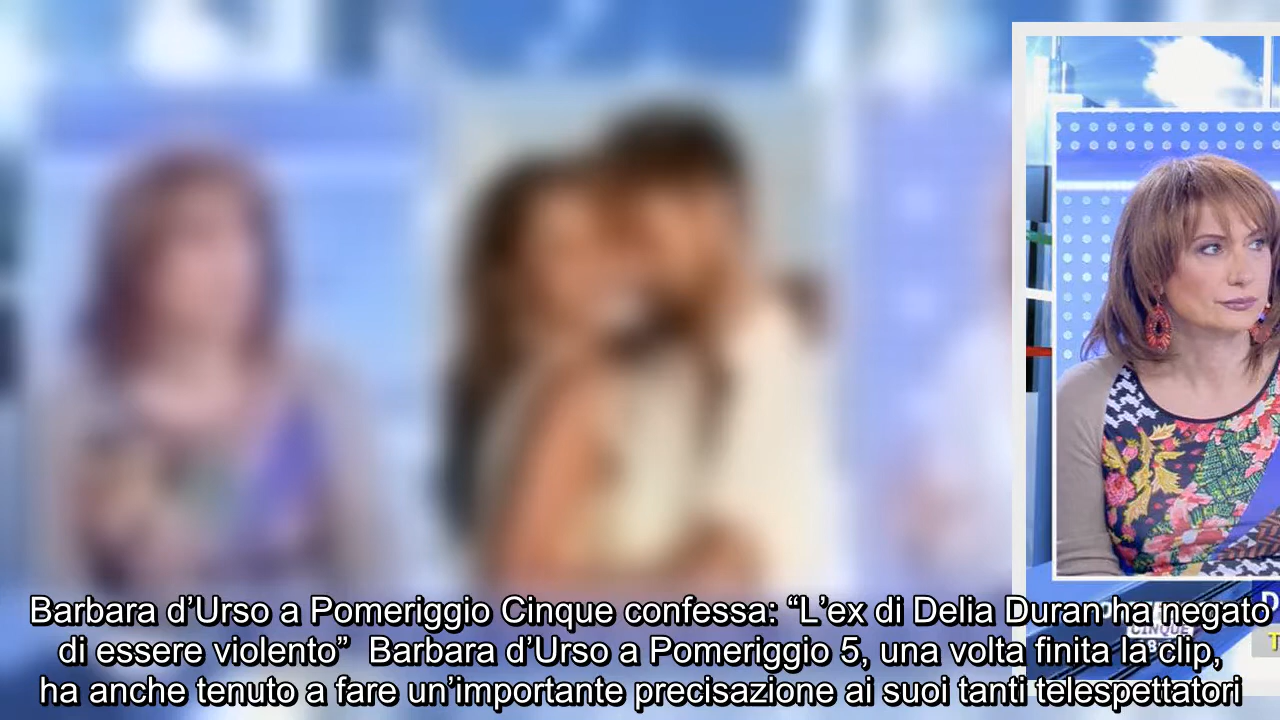 Barbara d’Urso a Pomeriggio Cinque confessa: “L’ex di Delia Duran ha negato
di essere violento”  Barbara d’Urso a Pomeriggio 5, una volta finita la clip,
ha anche tenuto a fare un’importante precisazione ai suoi tanti telespettatori
CINQUE
D
T